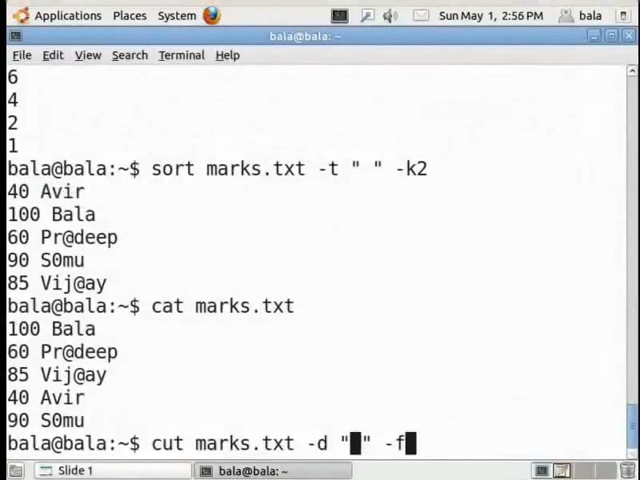 Applications Places System Sun May 1, 2:56 PM bala
bala@bala: ~
File Edit View Search Terminal Help
6
4
2
1
bala@bala:~$ sort marks.txt -t " " -k2
40 Avir
100 Bala
60 Pr@deep
90 S0mu
85 Vij@ay
bala@bala:~$ cat marks.txt
100 Bala
60 Pr@deep
85 Vij@ay
40 Avir
90 S0mu
bala@bala:~$ cut marks.txt -d " " -f
Slide 1 bala@bala: ~